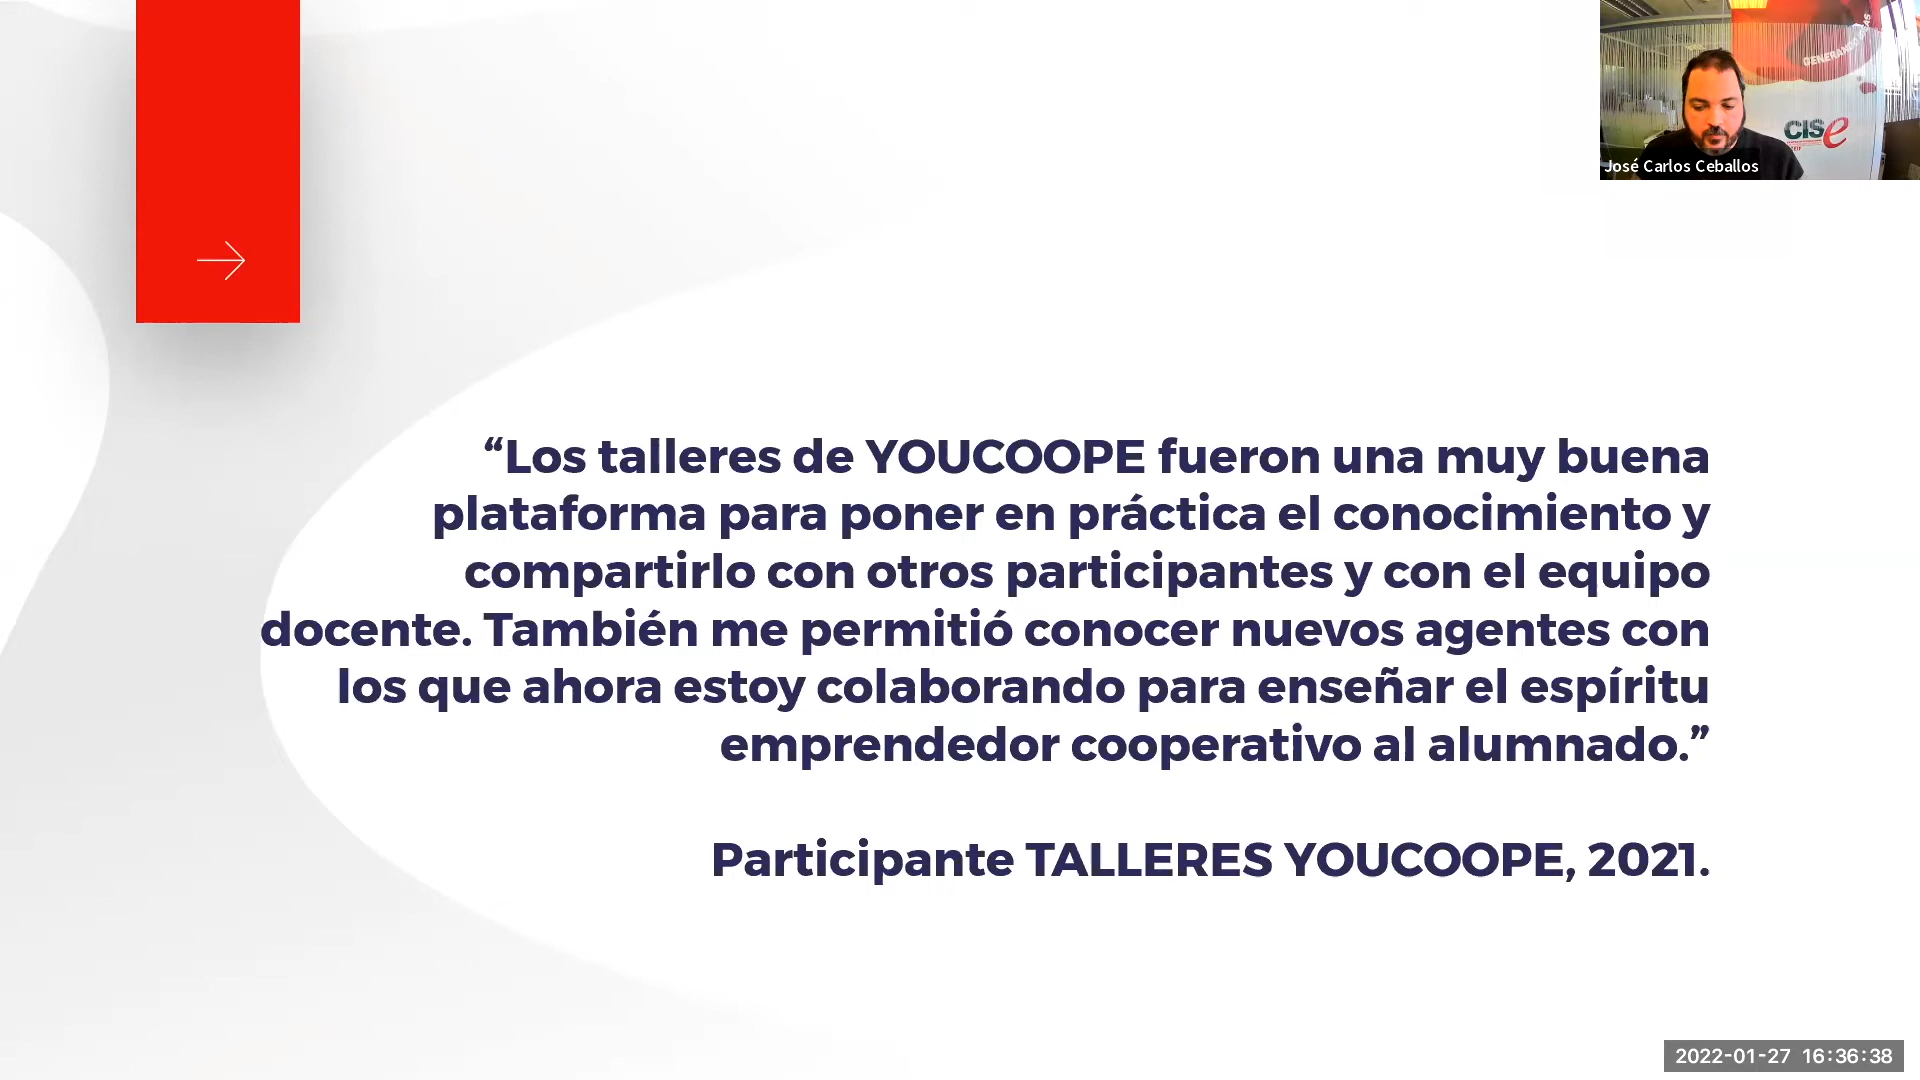 GENERANDO
CISe
José Carlos Ceballos
“Los talleres de YOUCOOPE fueron una muy buena
plataforma para poner en práctica el conocimiento y
compartirlo con otros participantes y con el equipo
docente. También me permitió conocer nuevos agentes con
los que ahora estoy colaborando para enseñar el espíritu
emprendedor cooperativo al alumnado.”
Participante TALLERES YOUCOOPE, 2021.
2022-01-27 16:36:38